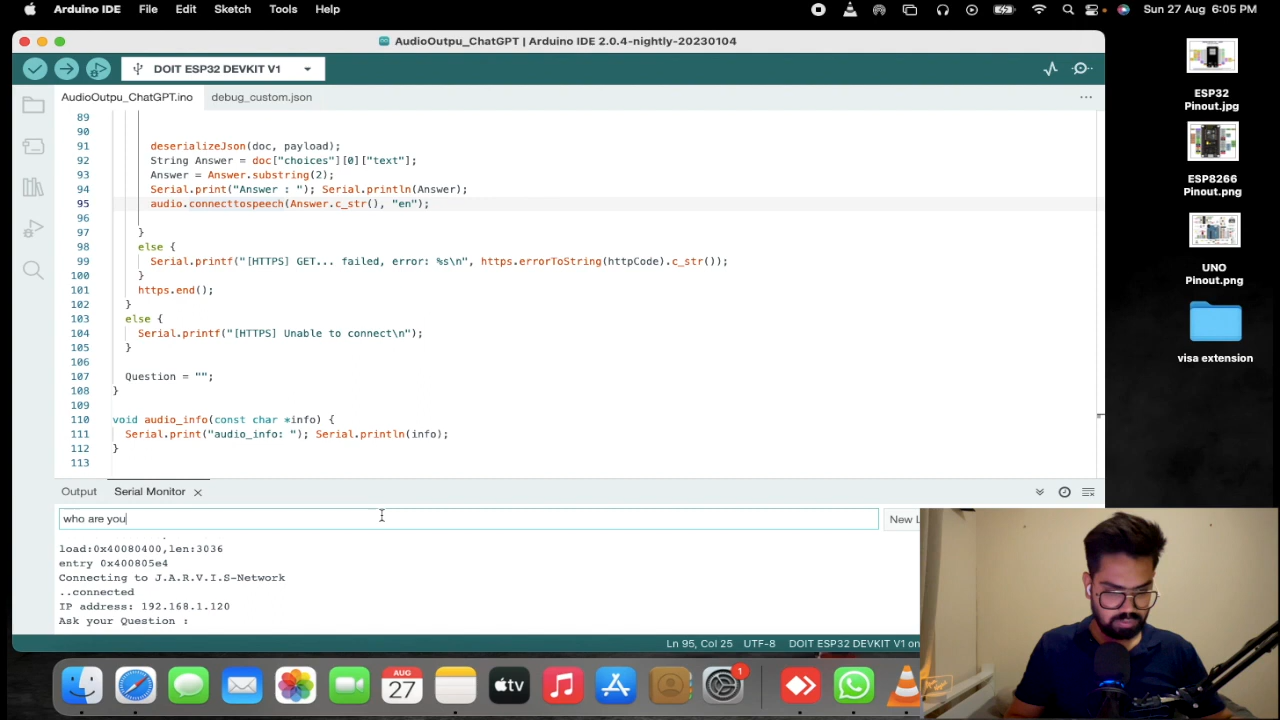 Arduino IDE File Edit Sketch Tools Help Sun 27 Aug 6:05 PM
AudioOutpu_ChatGPT | Arduino IDE 2.0.4-nightly-20230104
DOIT ESP32 DEVKIT V1
AudioOutpu_ChatGPT.ino debug_custom.json
89
90
91 deserializeJson(doc, payload);
92 String Answer = doc["choices"][0]["text"];
93 Answer = Answer.substring(2);
94 Serial.print("Answer : "); Serial.println(Answer);
95 audio.connecttospeech(Answer.c_str(), "en");
96
97 }
98 else {
99 Serial.printf("[HTTPS] GET... failed, error: %s\n", https.errorToString(httpCode).c_str());
100 }
101 https.end();
102 }
103 else {
104 Serial.printf("[HTTPS] Unable to connect\n");
105 }
106
107 Question = "";
108 }
109
110 void audio_info(const char *info) {
111 Serial.print("audio_info: "); Serial.println(info);
112 }
113
Output Serial Monitor
who are you New L
load:0x40080400,len:3036
entry 0x400805e4
Connecting to J.A.R.V.I.S-Network
..connected
IP address: 192.168.1.120
Ask your Question :
Ln 95, Col 25 UTF-8 DOIT ESP32 DEVKIT V1 on
ESP32
Pinout.jpg
ESP8266
Pinout.png
UNO
Pinout.png
visa extension
AUG
27
tv
1